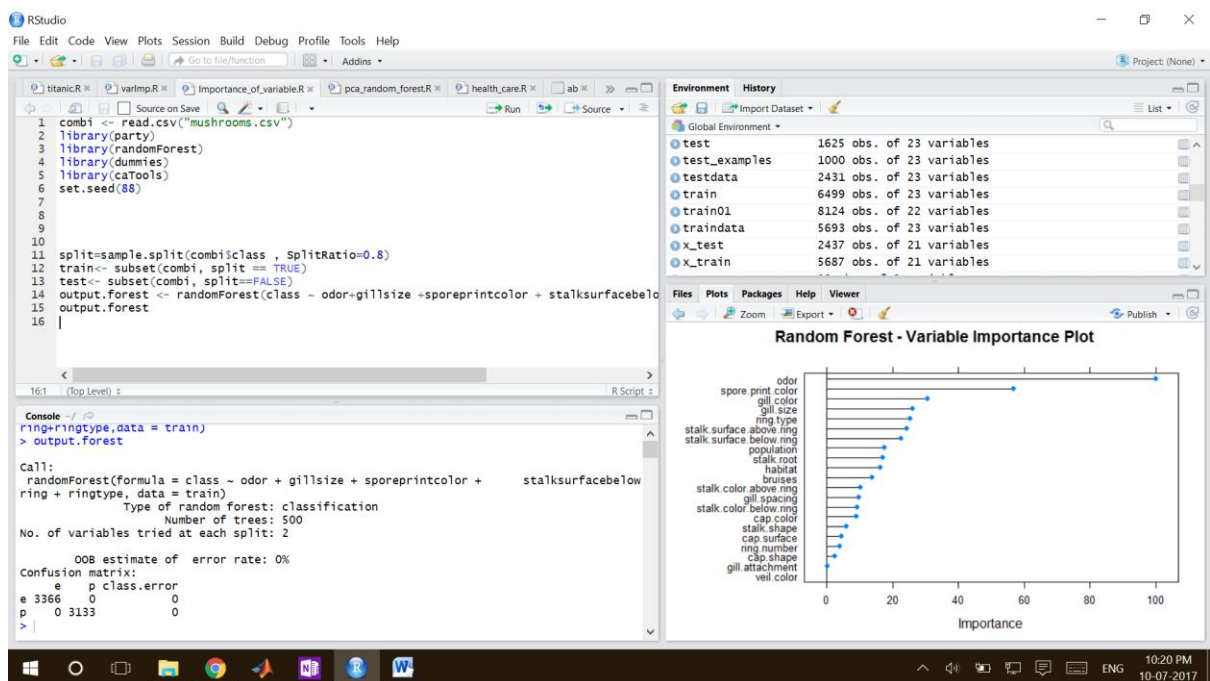 RStudio
File Edit Code View Plots Session Build Debug Profile Tools Help
Go to file/function Addins Project: (None)
titanic.R varImp.R Importance_of_variable.R pca_random_forest.R health_care.R ab
Source on Save Run Source
1 combi <- read.csv("mushrooms.csv")
2 library(party)
3 library(randomForest)
4 library(dummies)
5 library(caTools)
6 set.seed(88)
7
8
9
10
11 split=sample.split(combi$class , SplitRatio=0.8)
12 train<- subset(combi, split == TRUE)
13 test<- subset(combi, split==FALSE)
14 output.forest <- randomForest(class ~ odor+gillsize +sporeprintcolor + stalksurfacebelo
15 output.forest
16
16:1 (Top Level) R Script
Console ~/
ring+ringtype,data = train)
> output.forest
Call:
randomForest(formula = class ~ odor + gillsize + sporeprintcolor + stalksurfacebelow
ring + ringtype, data = train)
Type of random forest: classification
Number of trees: 500
No. of variables tried at each split: 2
OOB estimate of error rate: 0%
Confusion matrix:
e p class.error
e 3366 0 0
p 0 3133 0
>
Environment History
Import Dataset List
Global Environment
test 1625 obs. of 23 variables
test_examples 1000 obs. of 23 variables
testdata 2431 obs. of 23 variables
train 6499 obs. of 23 variables
train01 8124 obs. of 22 variables
traindata 5693 obs. of 23 variables
x_test 2437 obs. of 21 variables
x_train 5687 obs. of 21 variables
Files Plots Packages Help Viewer
Zoom Export Publish
Random Forest - Variable Importance Plot
odor
spore.print.color
gill.color
gill.size
ring.type
stalk.surface.above.ring
stalk.surface.below.ring
population
stalk.root
habitat
bruises
stalk.color.above.ring
gill.spacing
stalk.color.below.ring
cap.color
stalk.shape
cap.surface
ring.number
cap.shape
gill.attachment
veil.color
0 20 40 60 80 100
Importance
ENG 10:20 PM
10-07-2017